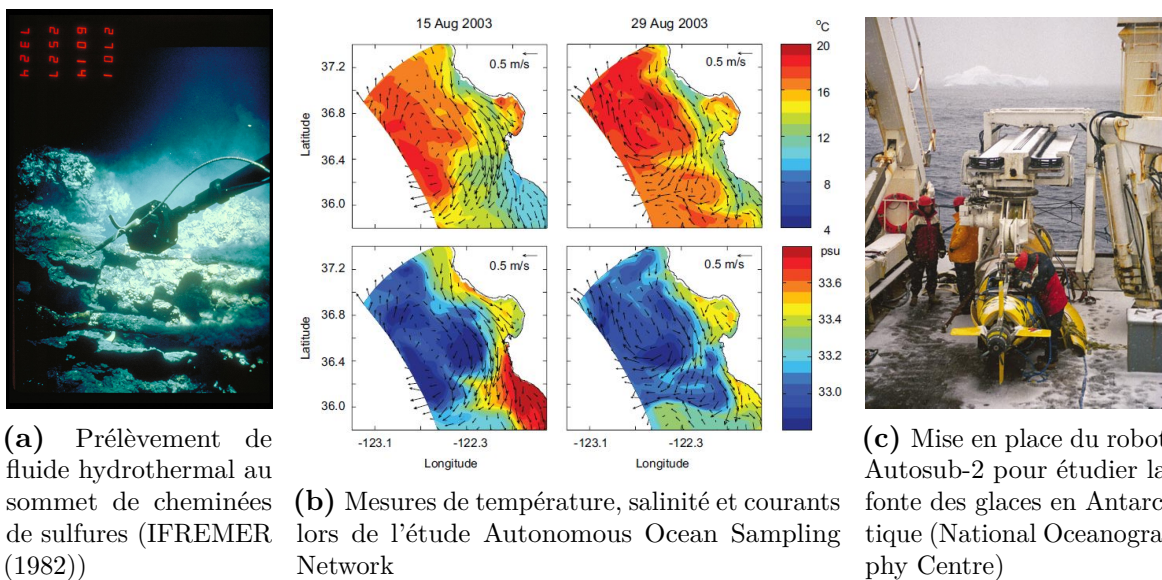 15 Aug 2003
29 Aug 2003
°C
37.2
36.8
36.4
36.0
Latitude
0.5 m/s
0.5 m/s
20
16
12
8
4
37.2
36.8
36.4
36.0
Latitude
0.5 m/s
0.5 m/s
psu
33.6
33.4
33.2
33.0
-123.1
-122.3
-123.1
-122.3
Longitude
Longitude
(a) Prélèvement de
fluide hydrothermal au
sommet de cheminées
de sulfures (IFREMER
(1982))
(b) Mesures de température, salinité et courants
lors de l'étude Autonomous Ocean Sampling
Network
(c) Mise en place du robot
Autosub-2 pour étudier la
fonte des glaces en Antarc
tique (National Oceanogra
phy Centre)